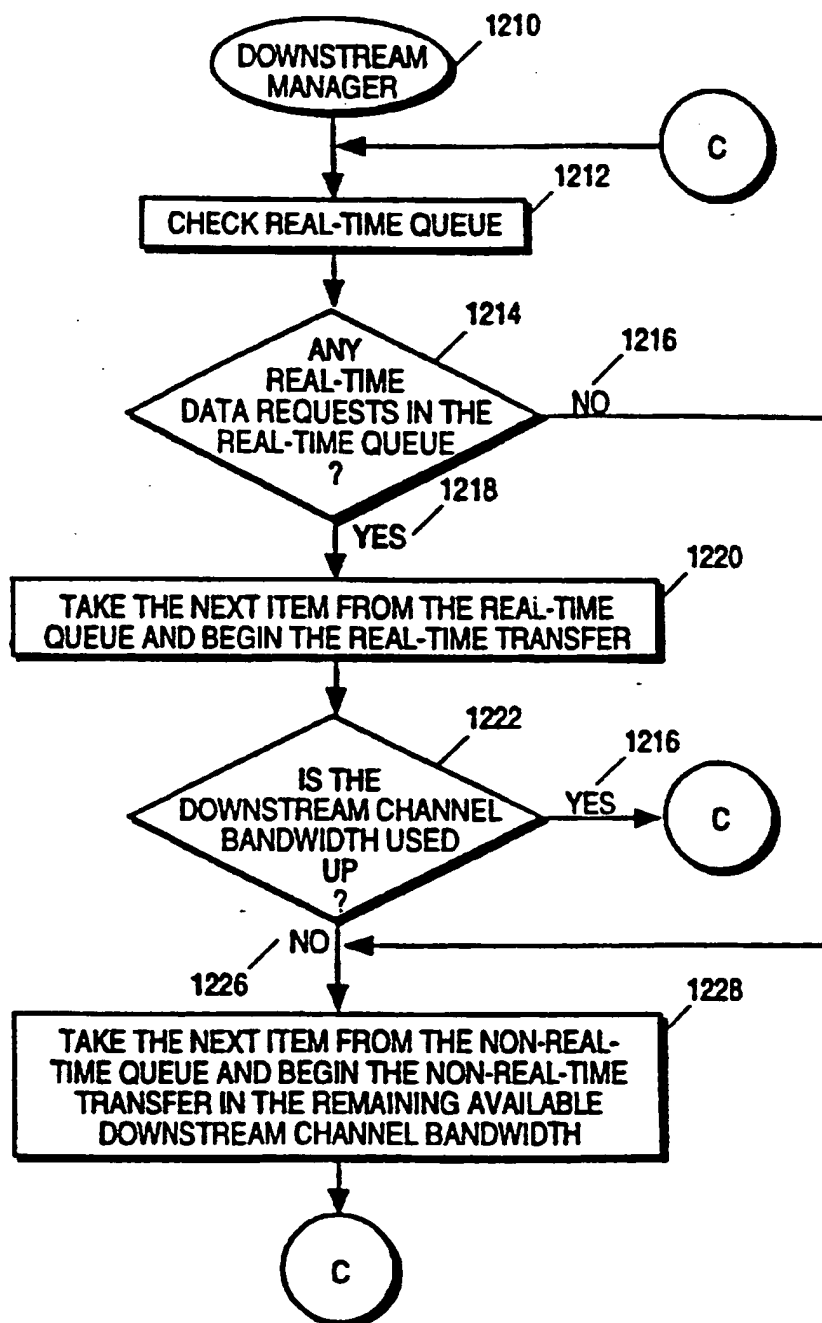 1210
DOWNSTREAM
MANAGER
C
1212
CHECK REAL-TIME QUEUE
1214
ANY
REAL-TIME
DATA REQUESTS IN THE
REAL-TIME QUEUE
?
1216
NO
1218
YES
1220
TAKE THE NEXT ITEM FROM THE REAL-TIME
QUEUE AND BEGIN THE REAL-TIME TRANSFER
1222
IS THE
DOWNSTREAM CHANNEL
BANDWIDTH USED
UP
?
1216
YES
C
NO
1226
1228
TAKE THE NEXT ITEM FROM THE NON-REAL-
TIME QUEUE AND BEGIN THE NON-REAL-TIME
TRANSFER IN THE REMAINING AVAILABLE
DOWNSTREAM CHANNEL BANDWIDTH
C